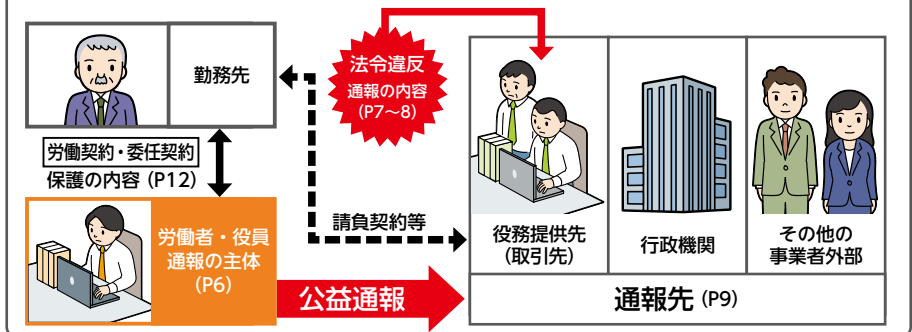 勤務先
法令違反
通報の内容
(P7〜8)
労働契約・委任契約
保護の内容 (P12)
請負契約等
労働者・役員
通報の主体
(P6)
公益通報
役務提供先
(取引先)
行政機関
その他の
事業者外部
通報先 (P9)